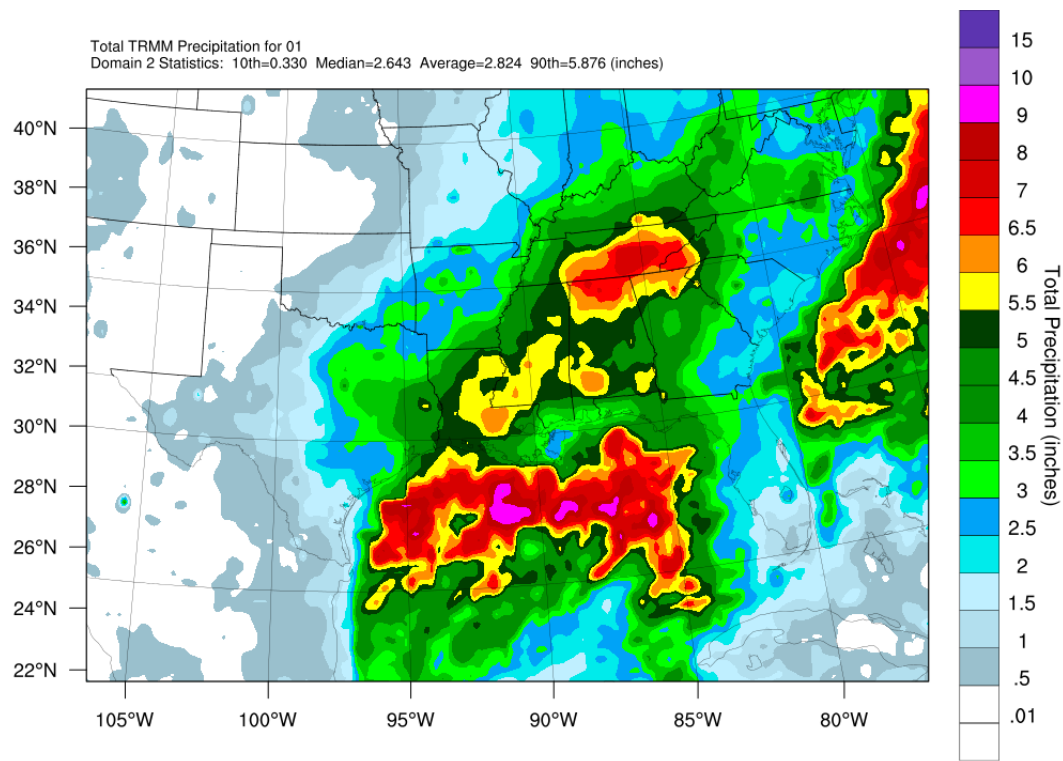 Total TRMM Precipitation for 01
Domain 2 Statistics: 10th=0.330 Median=2.643 Average=2.824 90th=5.876 (inches)
40°N
38°N
36°N
34°N
32°N
30°N
28°N
26°N
24°N
22°N
105°W
100°W
95°W
90°W
85°W
80°W
15
10
9
8
7
6.5
6
5.5
5
4.5
4
3.5
3
2.5
2
1.5
1
.5
.01
Total Precipitation (inches)